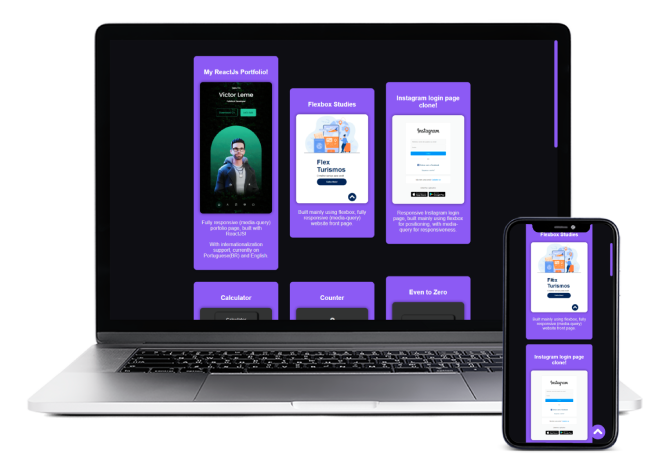 My ReactJs Portfolio!
Victor Lerne
Fully responsive (media-query)
portfolio page, built with
ReactJS!
With internationalization
support, currently on
Portuguese(BR) and English.
Flexbox Studies
Flex
Turismos
Built mainly using flexbox, fully
responsive (media query)
website front page
Instagram login page
clone!
Instagram
Responsive Instagram login
page, built mainly using flexbox
for positioning, with media-
query for responsiveness.
Calculator
Calculator
Counter
Even to Zero
Flexbox Studies
Flex
Turismos
Built mainly using flexbox, fully
responsive (media query)
website front page
Instagram login page
clone!
Instagram